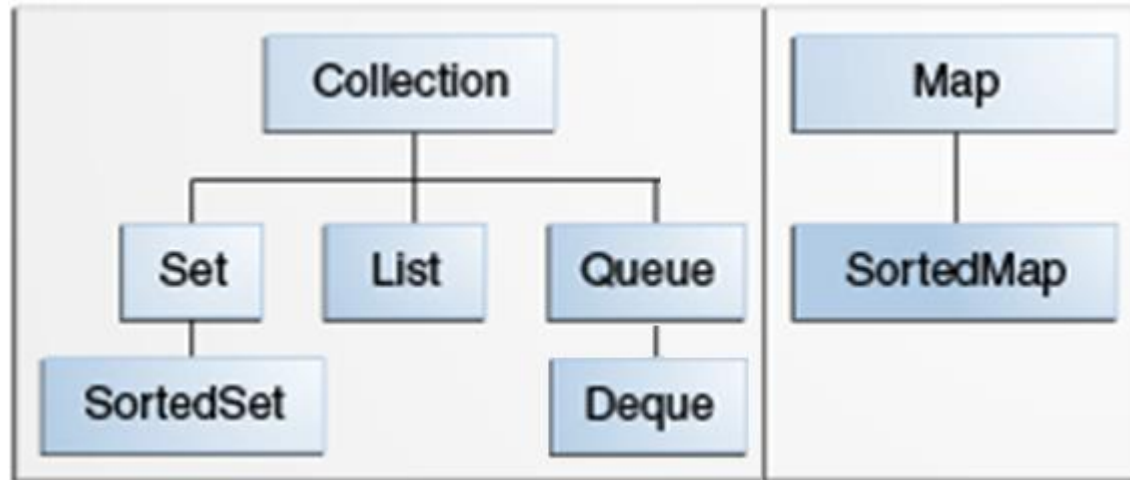 Collection
Map
Set
List
Queue
SortedMap
SortedSet
Deque